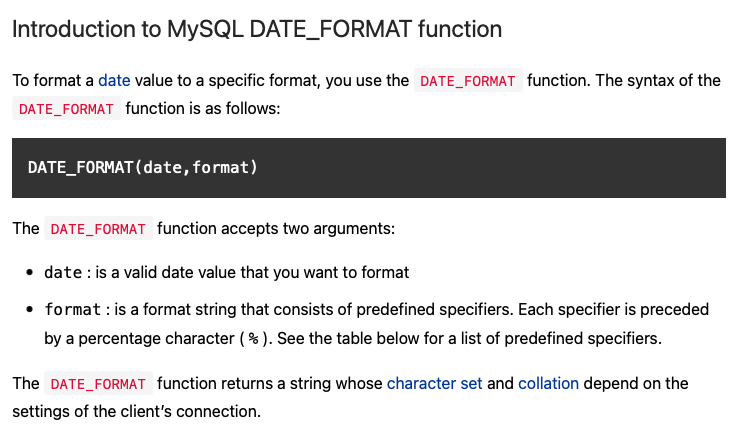 Introduction to MySQL DATE_FORMAT function
To format a date value to a specific format, you use the DATE_FORMAT function. The syntax of the
DATE_FORMAT function is as follows:
DATE_FORMAT(date,format)
The DATE_FORMAT function accepts two arguments:
• date : is a valid date value that you want to format
• format : is a format string that consists of predefined specifiers. Each specifier is preceded
by a percentage character ( % ). See the table below for a list of predefined specifiers.
The DATE_FORMAT function returns a string whose character set and collation depend on the
settings of the client’s connection.